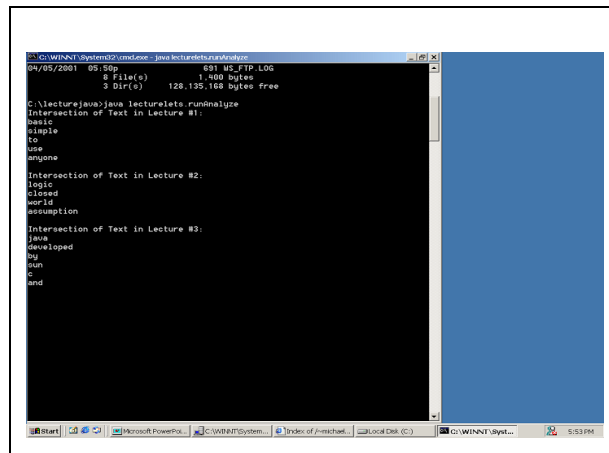 C:\WINNT\System32\cmd.exe - java lecturelets.runAnalyze
04/05/2001  05:50p                691 WS_FTP.LOG
               8 File(s)          1,400 bytes
               3 Dir(s)     128,135,168 bytes free

C:\lecturejava>java lecturelets.runAnalyze
Intersection of Text in Lecture #1:
basic
simple
to
use
anyone

Intersection of Text in Lecture #2:
logic
closed
world
assumption

Intersection of Text in Lecture #3:
java
developed
by
sun
c
and
Start Microsoft PowerPoi... C:\WINNT\System... Index of /~michael... Local Disk (C:) C:\WINNT\Syst... 5:53 PM